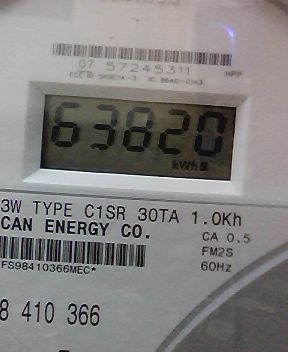 07 57245311
HPP
63820
kWh
3W TYPE C1SR 30TA 1.0Kh
CAN ENERGY CO.
CA 0.5
FM2S
60Hz
FS98410366MEC*
8 410 366